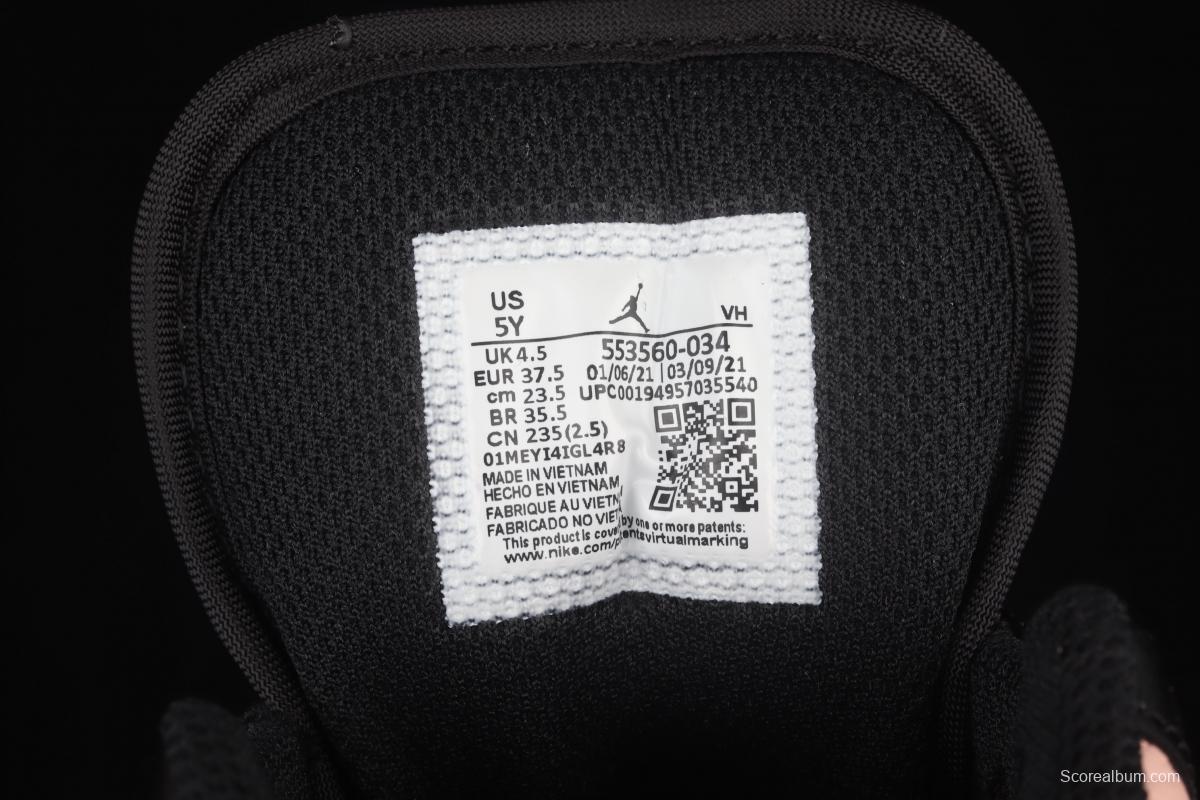 US
5Y
VH
UK 4.5
EUR 37.5
cm 23.5
BR 35.5
CN 235(2.5)
553560-034
01/06/21 | 03/09/21
UPC00194957035540
01MEYI4IGL4R8
MADE IN VIETNAM
HECHO EN VIETNAM
FABRIQUE AU VIETN
FABRICADO NO VIET
This product is cove by one or more patents:
www.nike.com/p entsvirtualmarking
Scorealbum.com